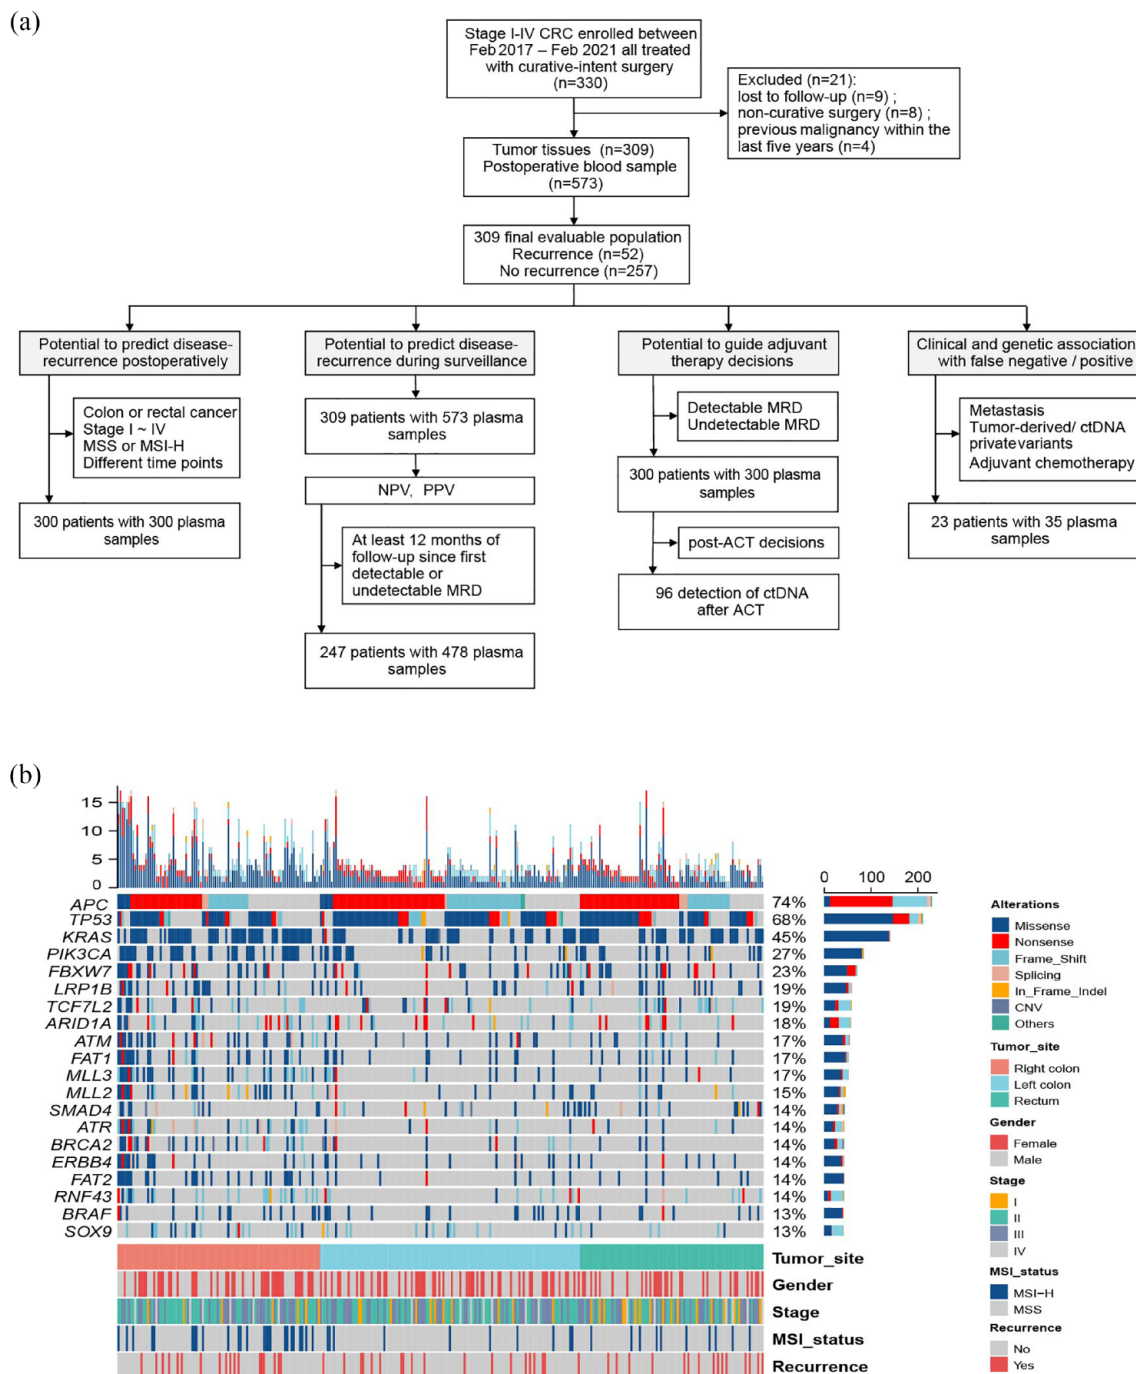 (a)
Stage I-IV CRC enrolled between
Feb 2017 – Feb 2021 all treated
with curative-intent surgery
(n=330)
Excluded (n=21):
lost to follow-up (n=9) ;
non-curative surgery (n=8) ;
previous malignancy within the
last five years (n=4)
Tumor tissues (n=309)
Postoperative blood sample
(n=573)
309 final evaluable population
Recurrence (n=52)
No recurrence (n=257)
Potential to predict disease-
recurrence postoperatively
Colon or rectal cancer
Stage I ~ IV
MSS or MSI-H
Different time points
300 patients with 300 plasma
samples
Potential to predict disease-
recurrence during surveillance
309 patients with 573 plasma
samples
NPV, PPV
At least 12 months of
follow-up since first
detectable or
undetectable MRD
247 patients with 478 plasma
samples
Potential to guide adjuvant
therapy decisions
Detectable MRD
Undetectable MRD
300 patients with 300 plasma
samples
post-ACT decisions
96 detection of ctDNA
after ACT
Clinical and genetic association
with false negative / positive
Metastasis
Tumor-derived/ ctDNA
private variants
Adjuvant chemotherapy
23 patients with 35 plasma
samples
(b)
15
10
5
0
0 100 200
APC 74%
TP53 68%
KRAS 45%
PIK3CA 27%
FBXW7 23%
LRP1B 19%
TCF7L2 19%
ARID1A 18%
ATM 17%
FAT1 17%
MLL3 17%
MLL2 15%
SMAD4 14%
ATR 14%
BRCA2 14%
ERBB4 14%
FAT2 14%
RNF43 14%
BRAF 13%
SOX9 13%
Tumor_site
Gender
Stage
MSI_status
Recurrence
Alterations
Missense
Nonsense
Frame_Shift
Splicing
In_Frame_Indel
CNV
Others
Tumor_site
Right colon
Left colon
Rectum
Gender
Female
Male
Stage
I
II
III
IV
MSI_status
MSI-H
MSS
Recurrence
No
Yes